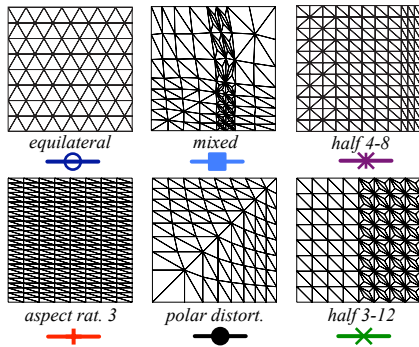 equilateral
mixed
half 4-8
aspect rat. 3
polar distort.
half 3-12